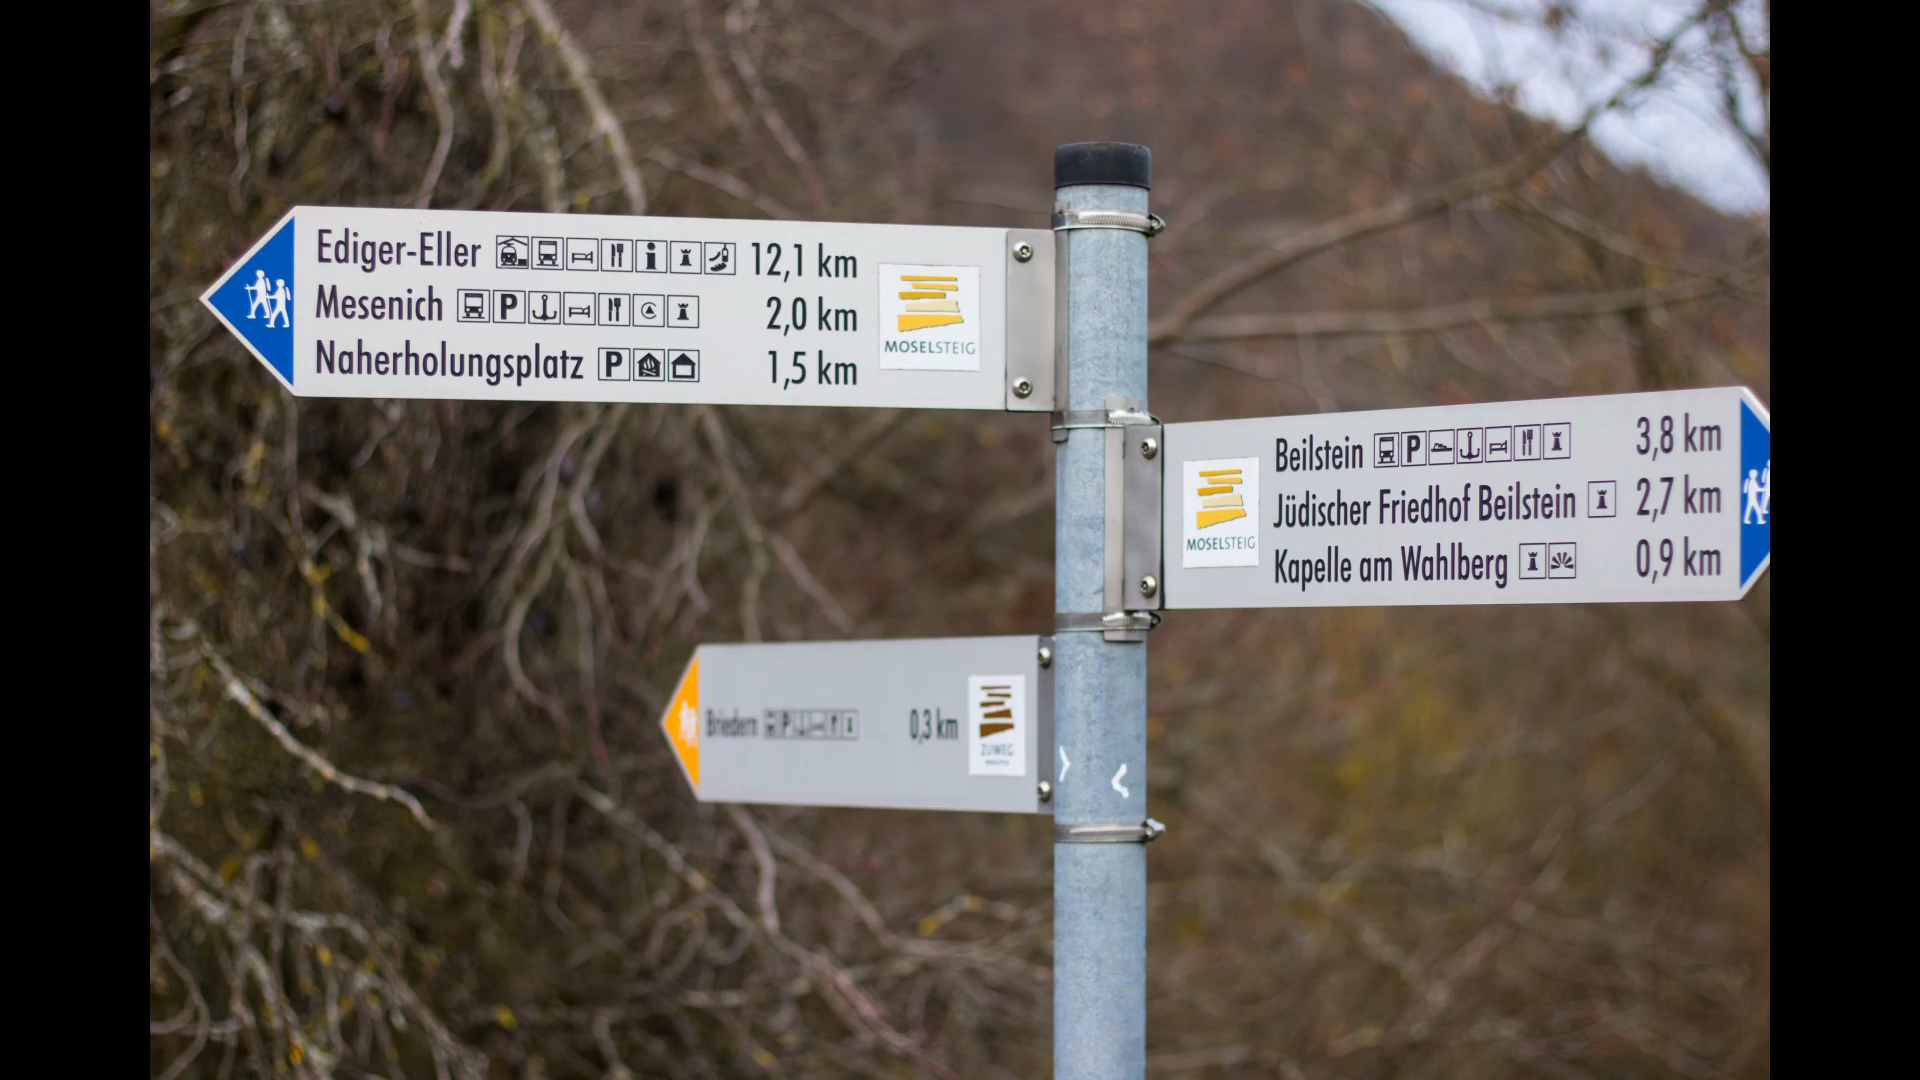 Ediger-Eller 12,1 km
Mesenich P 2,0 km
Naherholungsplatz P 1,5 km
MOSELSTEIG
Beilstein P 3,8 km
Jüdischer Friedhof Beilstein 2,7 km
Kapelle am Wahlberg 0,9 km
MOSELSTEIG
Briedern P 0,3 km
ZUWEG